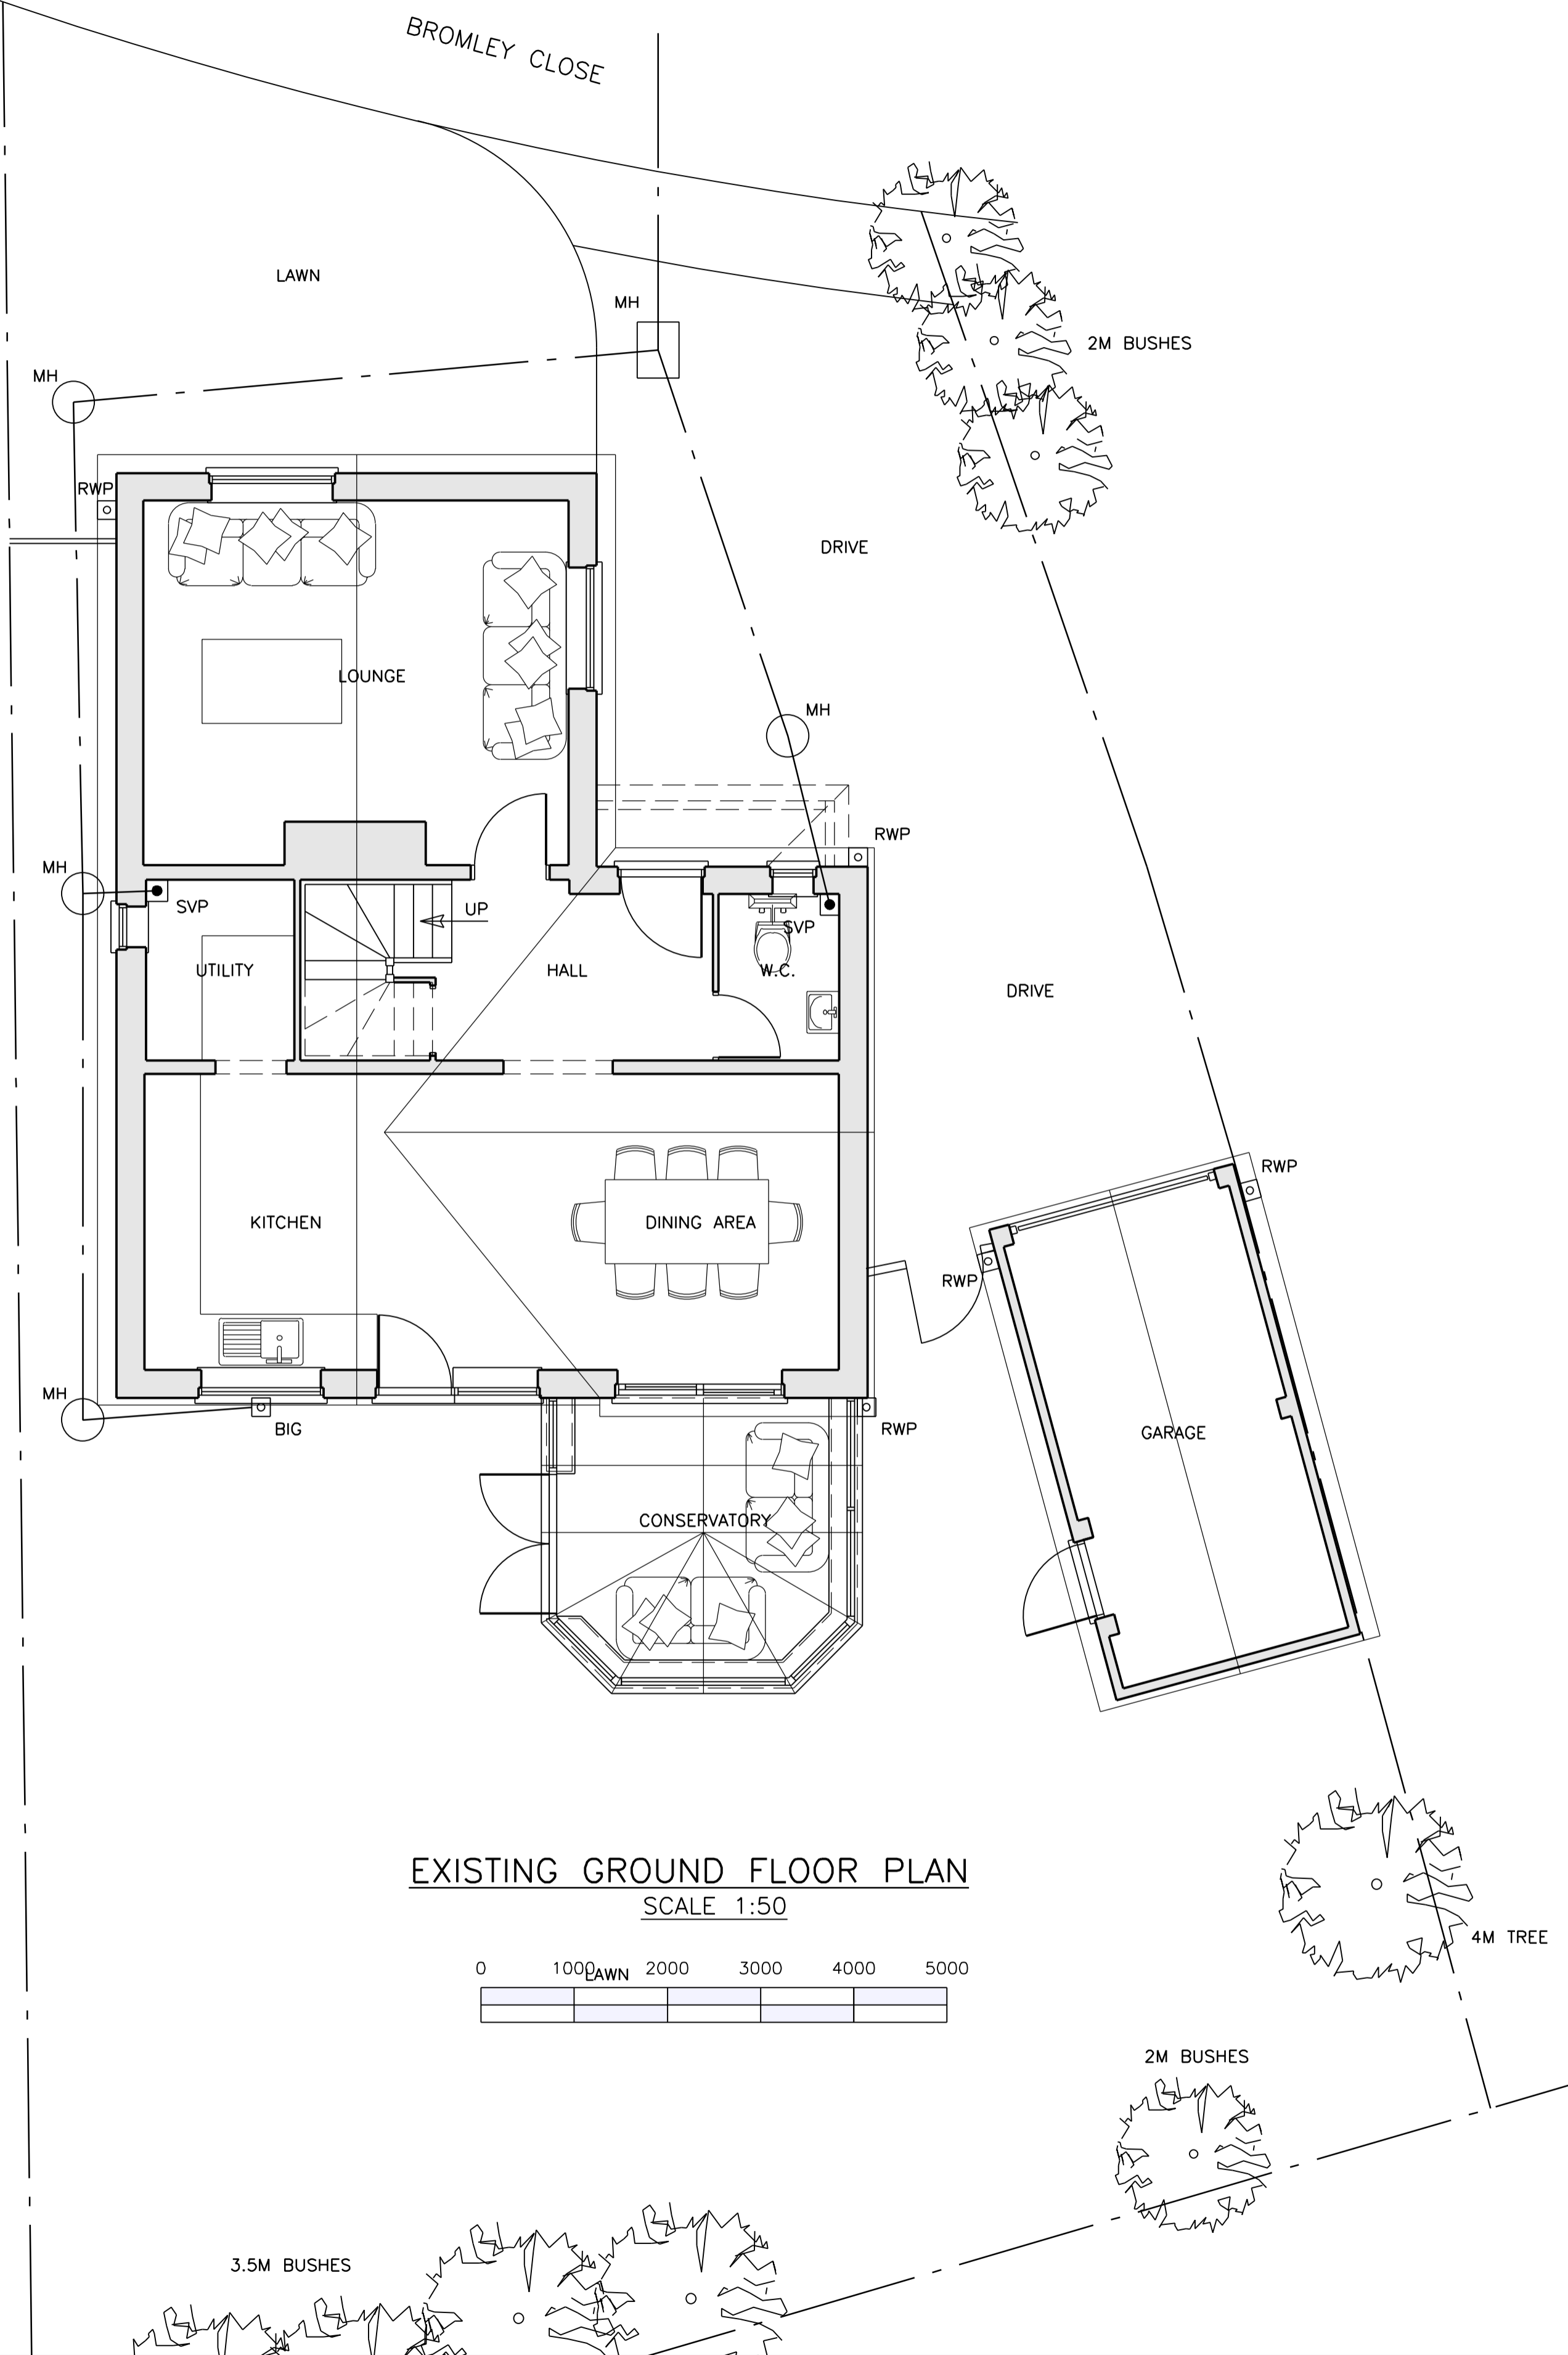 BROMLEY CLOSE
LAWN
MH
2M BUSHES
MH
RWP
DRIVE
LOUNGE
MH
RWP
MH
SVP
UP
SVP
UTILITY
HALL
W.C.
DRIVE
RWP
KITCHEN
DINING AREA
RWP
MH
BIG
RWP
GARAGE
CONSERVATORY
EXISTING GROUND FLOOR PLAN
SCALE 1:50
4M TREE
0 1000 2000 3000 4000 5000
LAWN
2M BUSHES
3.5M BUSHES